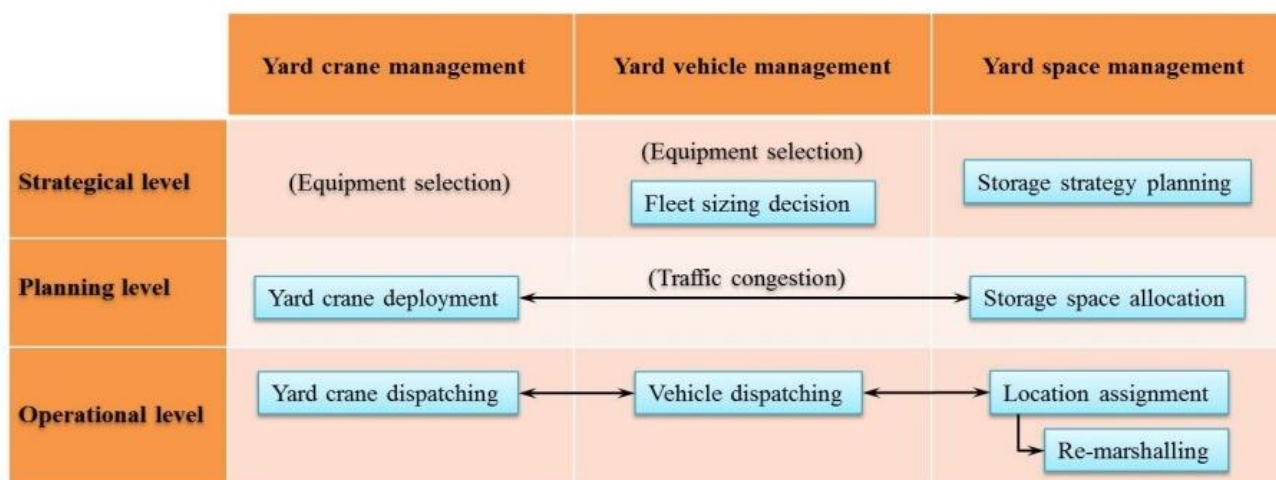 Yard crane management
Yard vehicle management
Yard space management
Strategical level
(Equipment selection)
(Equipment selection)
Fleet sizing decision
Storage strategy planning
Planning level
Yard crane deployment
(Traffic congestion)
Storage space allocation
Operational level
Yard crane dispatching
Vehicle dispatching
Location assignment
Re-marshalling